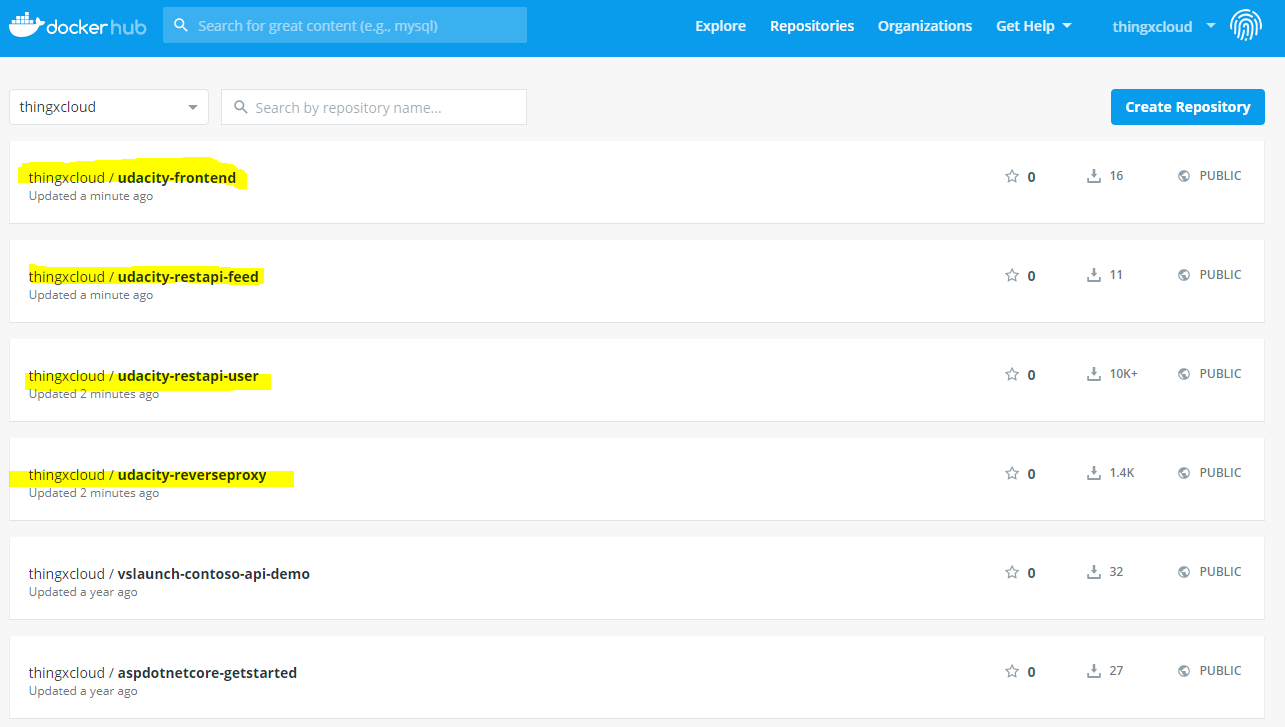 dockerhub
Search for great content (e.g., mysql)
Explore
Repositories
Organizations
Get Help
thingxcloud
thingxcloud
Search by repository name...
Create Repository
thingxcloud / udacity-frontend
Updated a minute ago
0
16
PUBLIC
thingxcloud / udacity-restapi-feed
Updated a minute ago
0
11
PUBLIC
thingxcloud / udacity-restapi-user
Updated 2 minutes ago
0
10K+
PUBLIC
thingxcloud / udacity-reverseproxy
Updated 2 minutes ago
0
1.4K
PUBLIC
thingxcloud / vslaunch-contoso-api-demo
Updated a year ago
0
32
PUBLIC
thingxcloud / aspdotnetcore-getstarted
Updated a year ago
0
27
PUBLIC